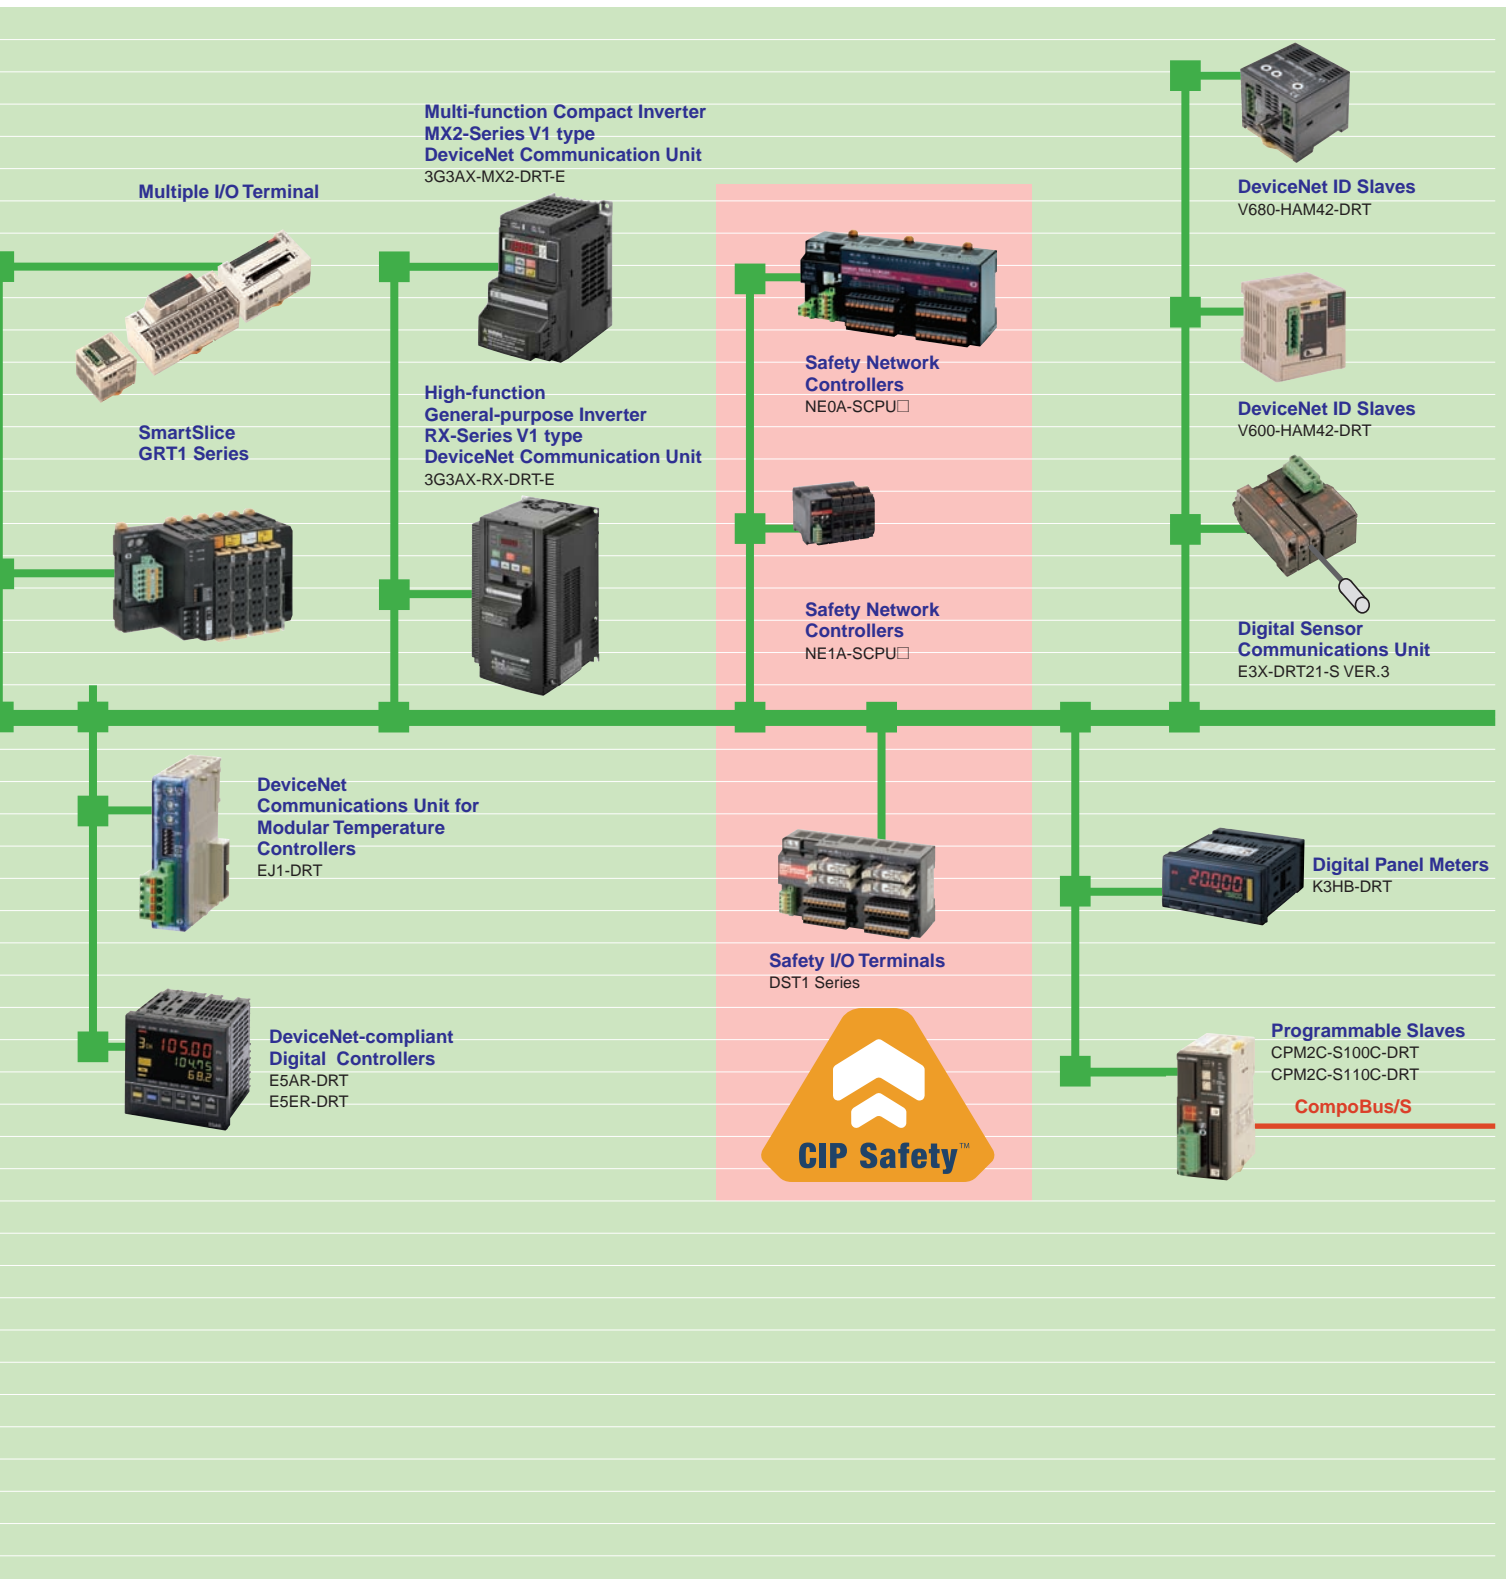 Multi-function Compact Inverter
MX2-Series V1 type
DeviceNet Communication Unit
3G3AX-MX2-DRT-E
Multiple I/O Terminal
DeviceNet ID Slaves
V680-HAM42-DRT
Safety Network
Controllers
NE0A-SCPU□
High-function
General-purpose Inverter
RX-Series V1 type
DeviceNet Communication Unit
3G3AX-RX-DRT-E
SmartSlice
GRT1 Series
DeviceNet ID Slaves
V600-HAM42-DRT
Safety Network
Controllers
NE1A-SCPU□
Digital Sensor
Communications Unit
E3X-DRT21-S VER.3
DeviceNet
Communications Unit for
Modular Temperature
Controllers
EJ1-DRT
20.000
Digital Panel Meters
K3HB-DRT
Safety I/O Terminals
DST1 Series
105.00
104.75
68.2
DeviceNet-compliant
Digital Controllers
E5AR-DRT
E5ER-DRT
CIP Safety™
Programmable Slaves
CPM2C-S100C-DRT
CPM2C-S110C-DRT
CompoBus/S